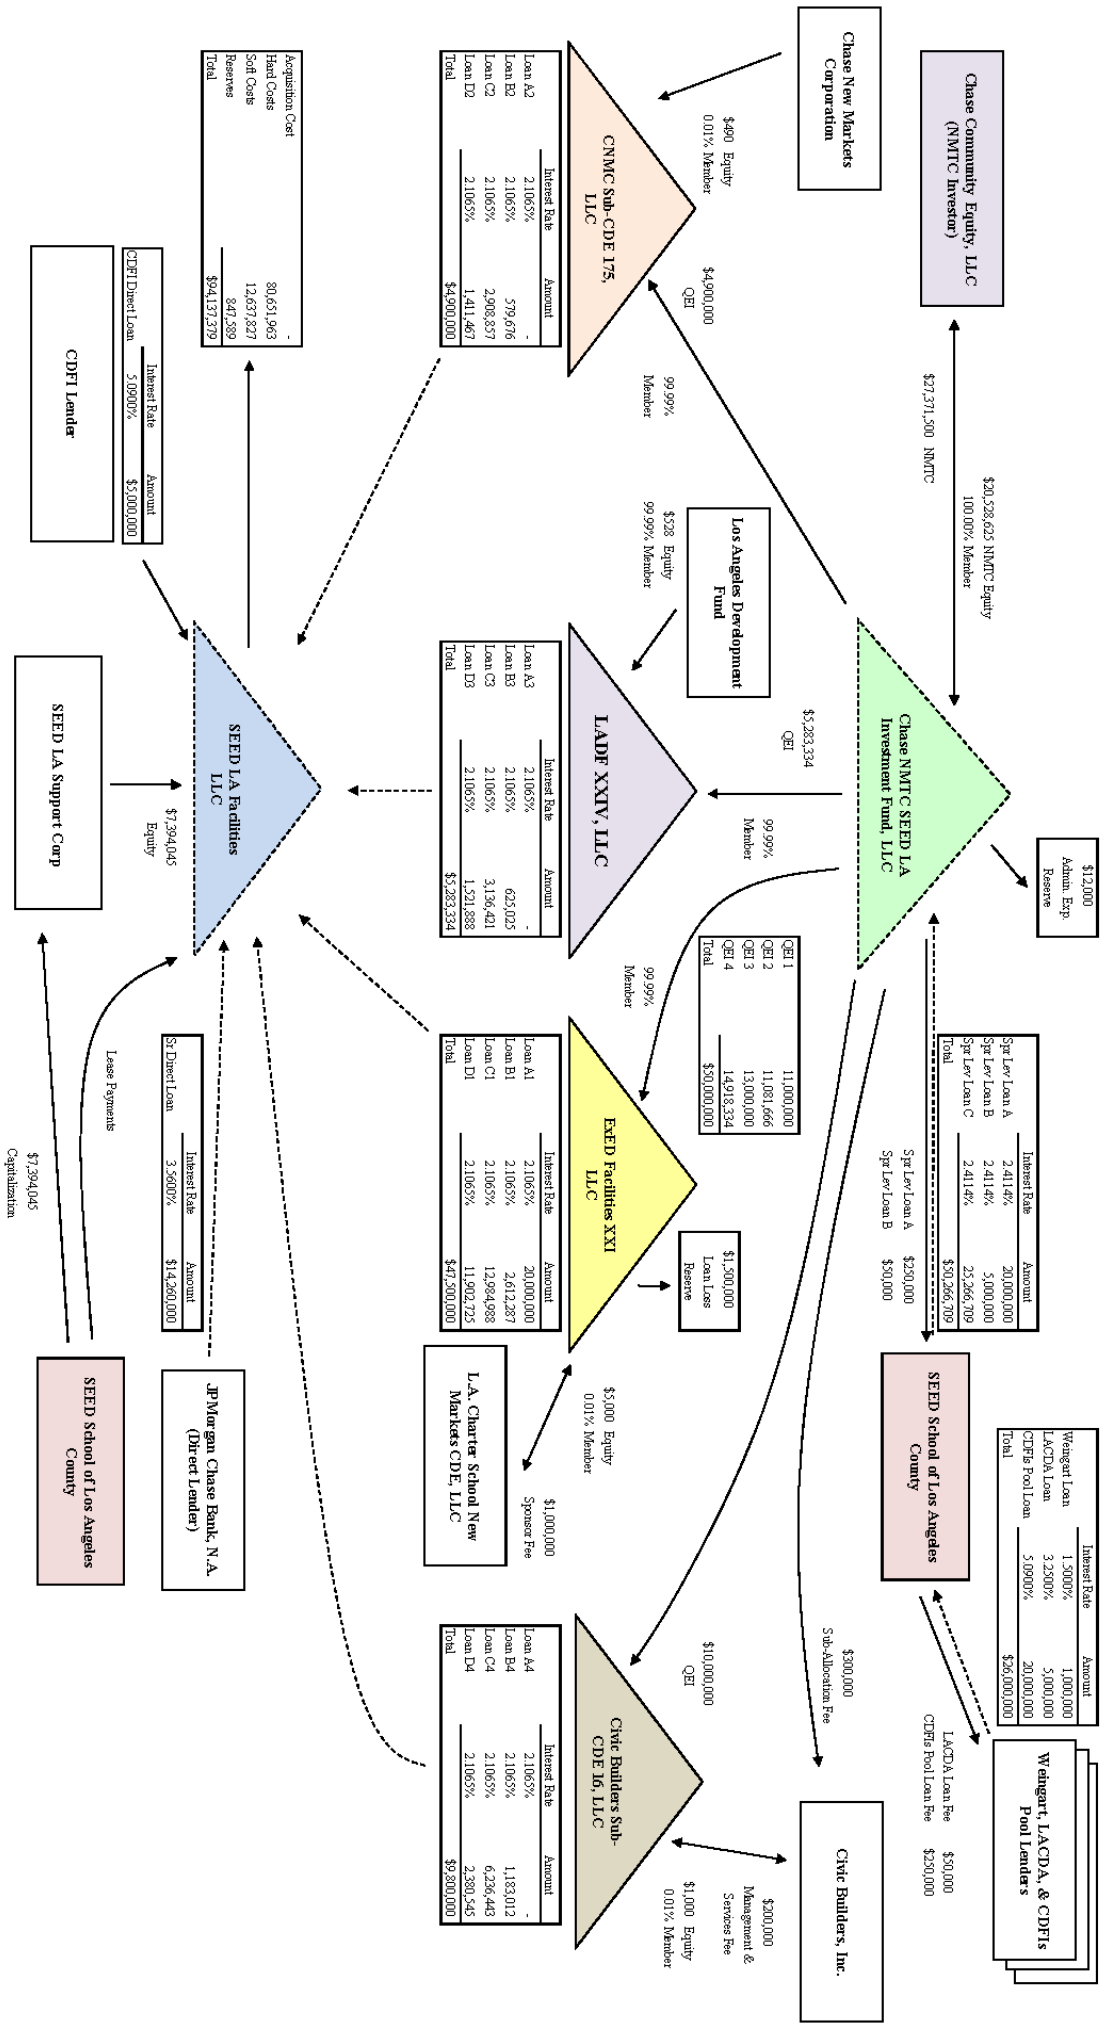 Chase Community Equity, LLC
(NMTC Investor)
$20,528,625 NMTC Equity
100.00% Member
$27,371,500 NMTC
$12,000
Admin. Exp.
Reserve
Chase NMTC SEED LA
Investment Fund, LLC
Interest Rate Amount
Spr Lev Loan A 2.4114% 20,000,000
Spr Lev Loan B 2.4114% 5,000,000
Spr Lev Loan C 2.4114% 25,266,709
Total $50,266,709
Spr Lev Loan A $250,000
Spr Lev Loan B $50,000
SEED School of Los Angeles
County
Interest Rate Amount
Weingart Loan 1.5000% 1,000,000
LACDA Loan 3.2500% 5,000,000
CDFIs Pool Loan 5.0900% 20,000,000
Total $26,000,000
LACDA Loan Fee $50,000
CDFIs Pool Loan Fee $250,000
Weingart, LACDA, & CDFIs
Pool Lenders
Chase New Markets
Corporation
$490 Equity
0.01% Member
$4,900,000
QEI
99.99%
Member
Los Angeles Development
Fund
$528 Equity
99.99% Member
$5,283,334
QEI
99.99%
Member
QEI 1 11,000,000
QEI 2 11,081,666
QEI 3 13,000,000
QEI 4 14,918,334
Total $50,000,000
99.99%
Member
$1,500,000
Loan Loss
Reserve
$300,000
Sub-Allocation Fee
$10,000,000
QEI
Civic Builders, Inc.
$200,000
Management &
Services Fee
$1,000 Equity
0.01% Member
CNMC Sub-CDE 175,
LLC
LADF XXIV, LLC
ExED Facilities XXI
LLC
$5,000 Equity
0.01% Member
$1,000,000
Sponsor Fee
L.A. Charter School New
Markets CDE, LLC
Civic Builders Sub-
CDE 16, LLC
Interest Rate Amount
Loan A2 2.1065% -
Loan B2 2.1065% 579,676
Loan C2 2.1065% 2,908,857
Loan D2 2.1065% 1,411,467
Total $4,900,000
Interest Rate Amount
Loan A3 2.1065% -
Loan B3 2.1065% 625,025
Loan C3 2.1065% 3,136,421
Loan D3 2.1065% 1,521,888
Total $5,283,334
Interest Rate Amount
Loan A1 2.1065% 20,000,000
Loan B1 2.1065% 2,612,287
Loan C1 2.1065% 12,984,988
Loan D1 2.1065% 11,902,725
Total $47,500,000
Interest Rate Amount
Loan A4 2.1065% -
Loan B4 2.1065% 1,183,012
Loan C4 2.1065% 6,236,443
Loan D4 2.1065% 2,380,545
Total $9,800,000
Acquisition Cost -
Hard Costs 80,651,963
Soft Costs 12,637,827
Reserves 847,589
Total $94,137,379
Interest Rate Amount
CDFI Direct Loan 5.0900% $5,000,000
CDFI Lender
SEED LA Facilities
LLC
$7,394,045
Equity
SEED LA Support Corp
Interest Rate Amount
Sr Direct Loan 3.5600% $14,260,000
JPMorgan Chase Bank, N.A.
(Direct Lender)
Lease Payments
$7,394,045
Capitalization
SEED School of Los Angeles
County